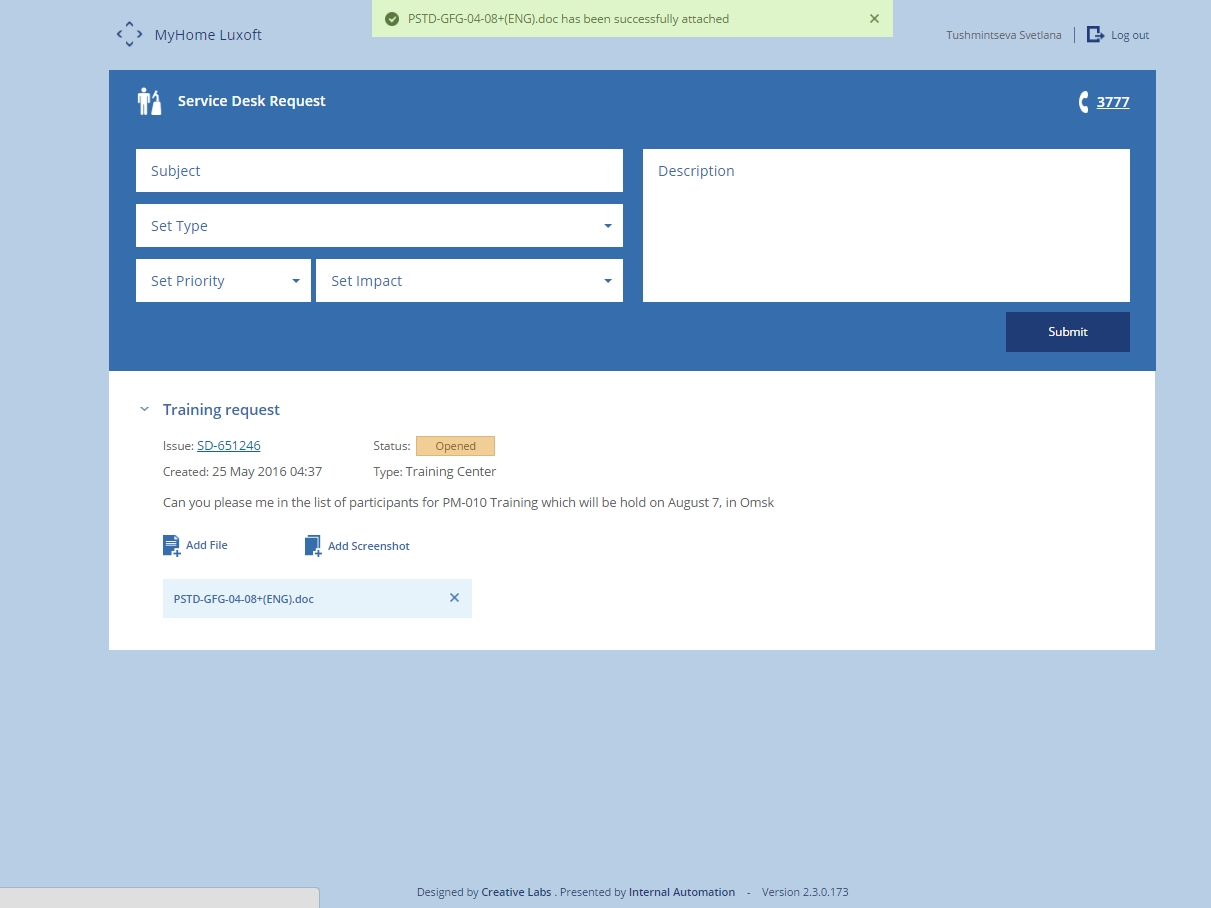 PSTD-GFG-04-08+(ENG).doc has been successfully attached
MyHome Luxoft
Tushmintseva Svetlana
Log out
Service Desk Request
3777
Subject
Description
Set Type
Set Priority
Set Impact
Submit
Training request
Issue: SD-651246
Status: Opened
Created: 25 May 2016 04:37
Type: Training Center
Can you please me in the list of participants for PM-010 Training which will be hold on August 7, in Omsk
Add File
Add Screenshot
PSTD-GFG-04-08+(ENG).doc
Designed by Creative Labs . Presented by Internal Automation - Version 2.3.0.173